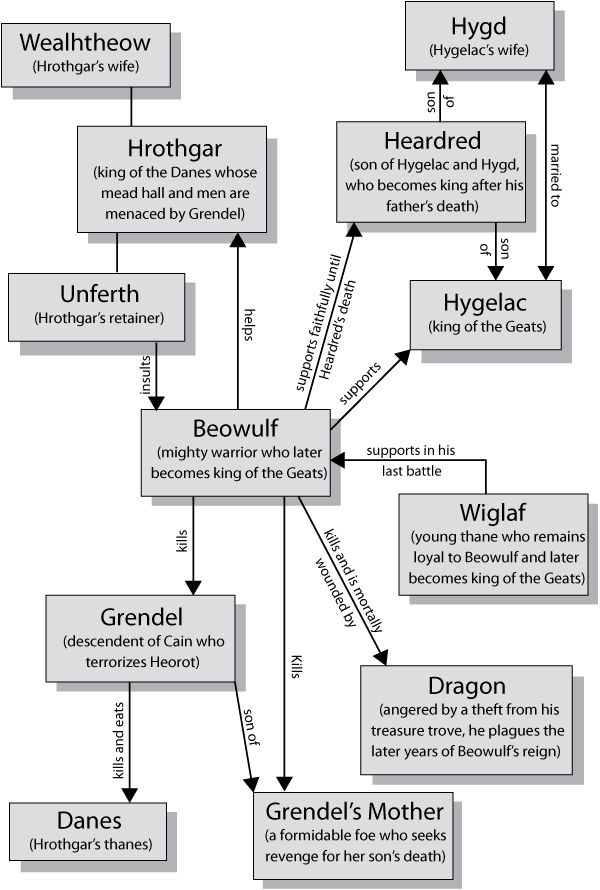 Wealhtheow
(Hrothgar's wife)
Hygd
(Hygelac's wife)
son
of
married to
Hrothgar
(king of the Danes whose
mead hall and men are
menaced by Grendel)
Heardred
(son of Hygelac and Hygd,
who becomes king after his
father's death)
son
of
Unferth
(Hrothgar's retainer)
Hygelac
(king of the Geats)
insults
helps
supports faithfully until
Heardred's death
supports
Beowulf
(mighty warrior who later
becomes king of the Geats)
supports in his
last battle
Wiglaf
(young thane who remains
loyal to Beowulf and later
becomes king of the Geats)
kills
Kills
kills and is mortally
wounded by
Grendel
(descendent of Cain who
terrorizes Heorot)
Dragon
(angered by a theft from his
treasure trove, he plagues the
later years of Beowulf's reign)
kills and eats
son of
Danes
(Hrothgar's thanes)
Grendel's Mother
(a formidable foe who seeks
revenge for her son's death)